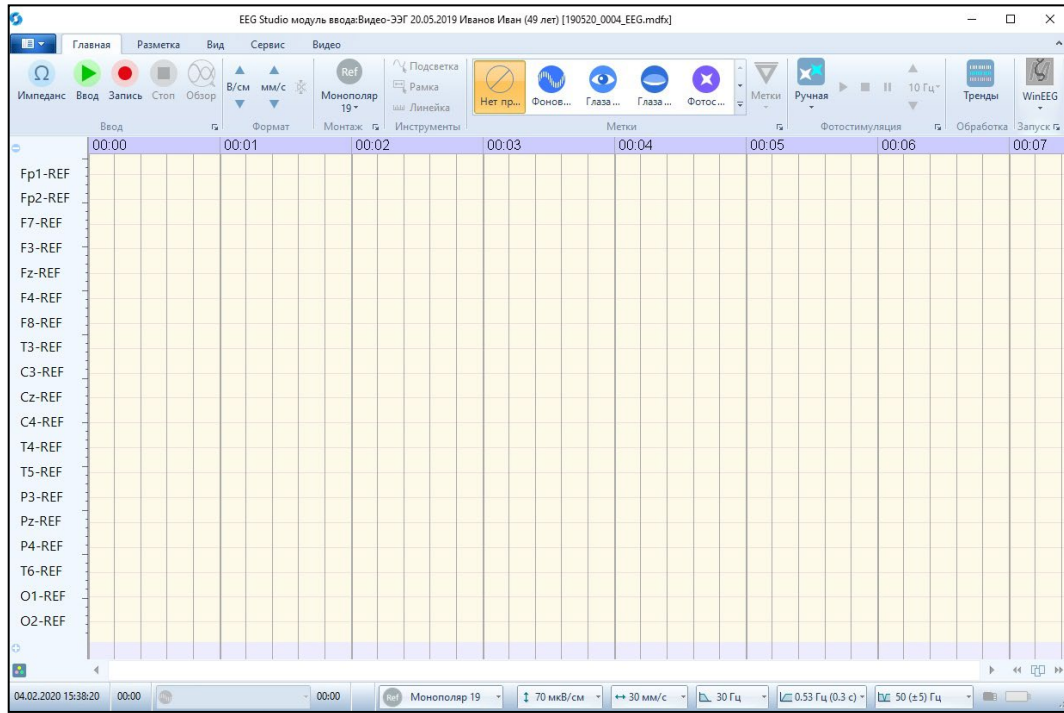 EEG Studio модуль ввода:Видео-ЭЭГ 20.05.2019 Иванов Иван (49 лет) [190520_0004_EEG.mdfx]
Главная Разметка Вид Сервис Видео
Импеданс Ввод Запись Стоп Обзор
Ввод
В/см мм/с
Формат
Ref
Монополяр
19
Монтаж
Подсветка
Рамка
Линейка
Инструменты
Нет пр... Фонов... Глаза ... Глаза ... Фотос...
Метки
Метки
Ручная
10 Гц
Фотостимуляция
Тренды
Обработка
WinEEG
Запуск
00:00 00:01 00:02 00:03 00:04 00:05 00:06 00:07
Fp1-REF
Fp2-REF
F7-REF
F3-REF
Fz-REF
F4-REF
F8-REF
T3-REF
C3-REF
Cz-REF
C4-REF
T4-REF
T5-REF
P3-REF
Pz-REF
P4-REF
T6-REF
O1-REF
O2-REF
04.02.2020 15:38:20 00:00 00:00 Ref Монополяр 19 70 мкВ/см 30 мм/с 30 Гц 0.53 Гц (0.3 с) 50 (±5) Гц